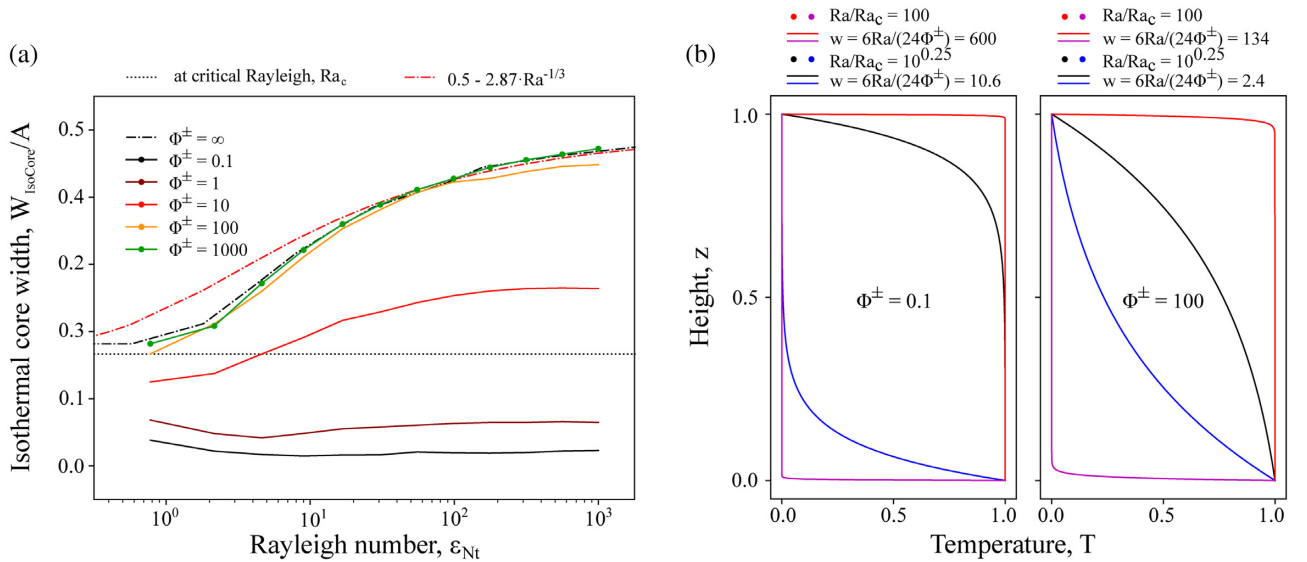 (a)
at critical Rayleigh, Ra_c
0.5 - 2.87·Ra^-1/3
Φ^± = ∞
Φ^± = 0.1
Φ^± = 1
Φ^± = 10
Φ^± = 100
Φ^± = 1000
Isothermal core width, W_IsoCore/A
0.5
0.4
0.2
0.3
0.1
0.0
10^0
10^1
10^2
10^3
Rayleigh number, ε_Nt
(b)
Ra/Ra_c = 100
w = 6Ra/(24Φ^±) = 600
Ra/Ra_c = 10^0.25
w = 6Ra/(24Φ^±) = 10.6
Ra/Ra_c = 100
w = 6Ra/(24Φ^±) = 134
Ra/Ra_c = 10^0.25
w = 6Ra/(24Φ^±) = 2.4
Height, z
1.0
0.5
0.0
Φ^± = 0.1
Φ^± = 100
0.0
0.5
1.0
0.0
0.5
1.0
Temperature, T